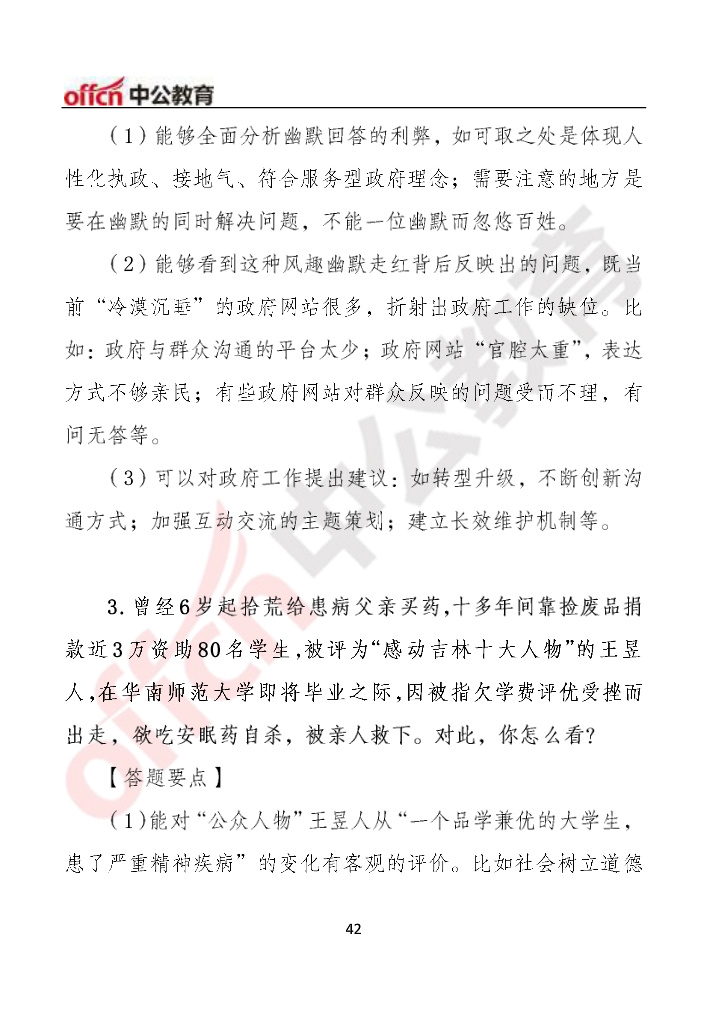 offcn 中公教育
（1）能够全面分析幽默回答的利弊，如可取之处是体现人
性化执政、接地气、符合服务型政府理念；需要注意的地方是
要在幽默的同时解决问题，不能一位幽默而忽悠百姓。
（2）能够看到这种风趣幽默走红背后反映出的问题，既当
前“冷漠沉垂”的政府网站很多，折射出政府工作的缺位。比
如：政府与群众沟通的平台太少；政府网站“官腔太重”，表达
方式不够亲民；有些政府网站对群众反映的问题受而不理，有
问无答等。
（3）可以对政府工作提出建议：如转型升级，不断创新沟
通方式；加强互动交流的主题策划；建立长效维护机制等。
3.曾经6岁起拾荒给患病父亲买药,十多年间靠捡废品捐
款近3万资助80名学生,被评为“感动吉林十大人物”的王昱
人,在华南师范大学即将毕业之际,因被指欠学费评优受挫而
出走，欲吃安眠药自杀，被亲人救下。对此，你怎么看?
【答题要点】
（1)能对“公众人物”王昱人从“一个品学兼优的大学生，
患了严重精神疾病”的变化有客观的评价。比如社会树立道德
42
offcn 中公教育